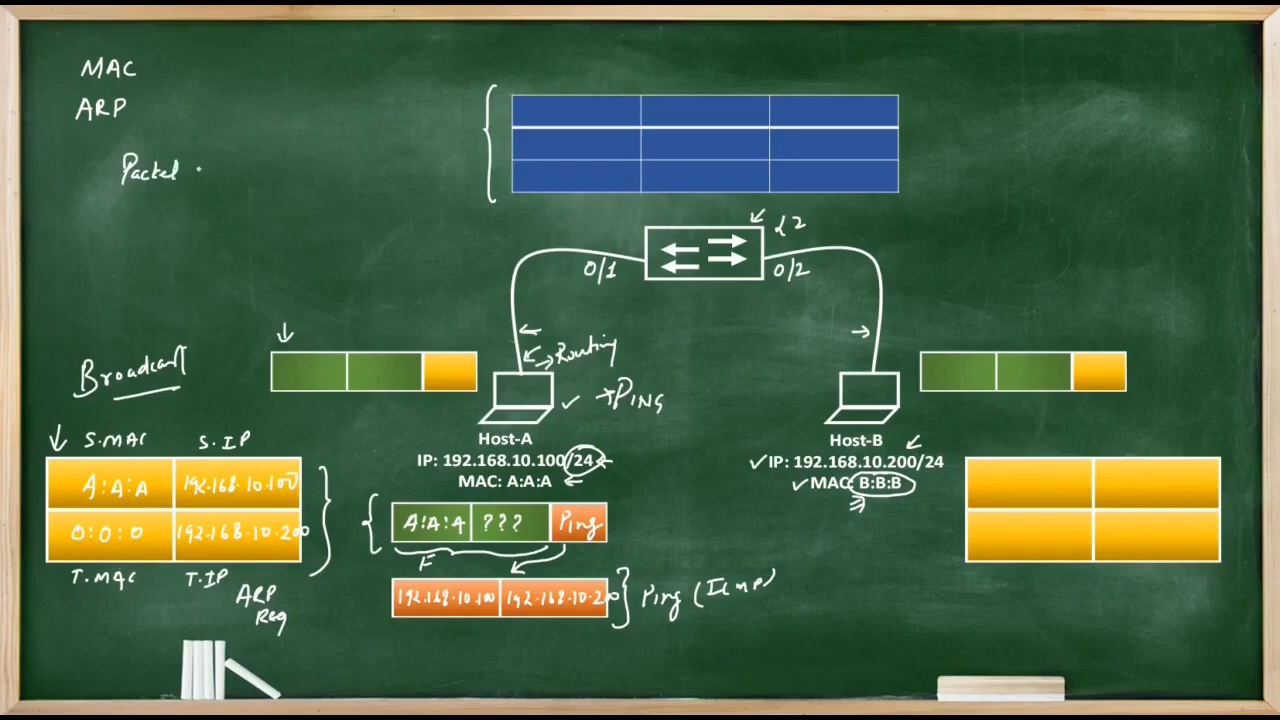 MAC
ARP
Packet
L2
0/1
0/2
Routing
Broadcast
PING
Host-A
IP: 192.168.10.100/24
MAC: A:A:A
Host-B
IP: 192.168.10.200/24
MAC: B:B:B
S.MAC S.IP
A:A:A 192.168.10.100
0:0:0 192.168.10.200
T.MAC T.IP
ARP
Req
A:A:A ??? Ping
F
192.168.10.100 192.168.10.200
Ping (ICMP)